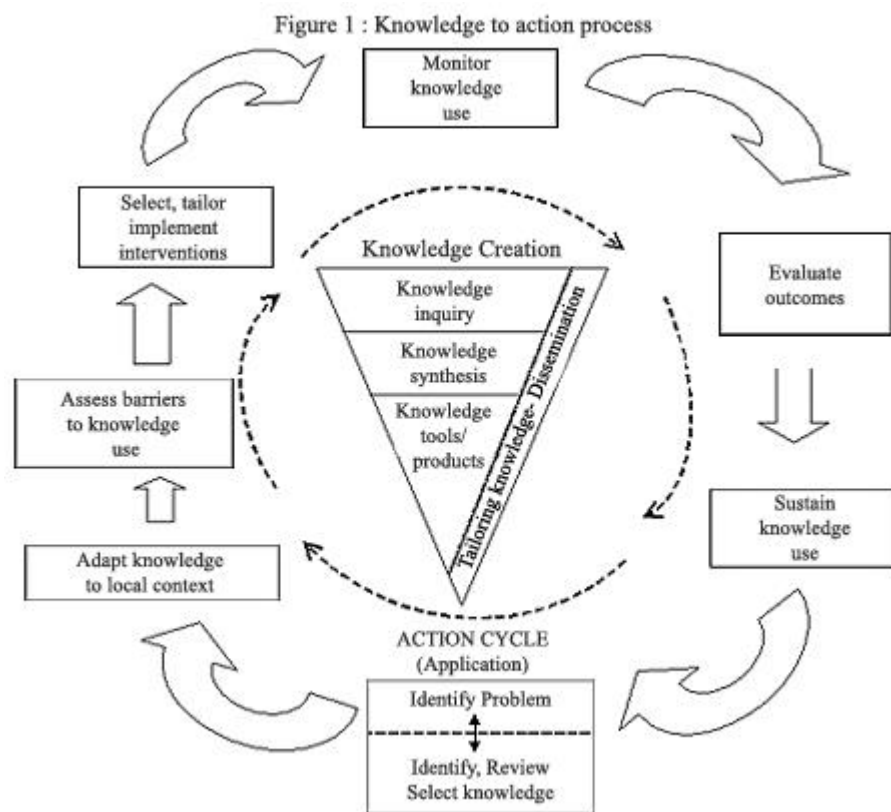 Figure 1 : Knowledge to action process
Monitor
knowledge
use
Select, tailor
implement
interventions
Knowledge Creation
Knowledge
inquiry
Knowledge
synthesis
Knowledge
tools/
products
Tailoring knowledge- Dissemination
Evaluate
outcomes
Assess barriers
to knowledge
use
Sustain
knowledge
use
Adapt knowledge
to local context
ACTION CYCLE
(Application)
Identify Problem
Identify, Review
Select knowledge